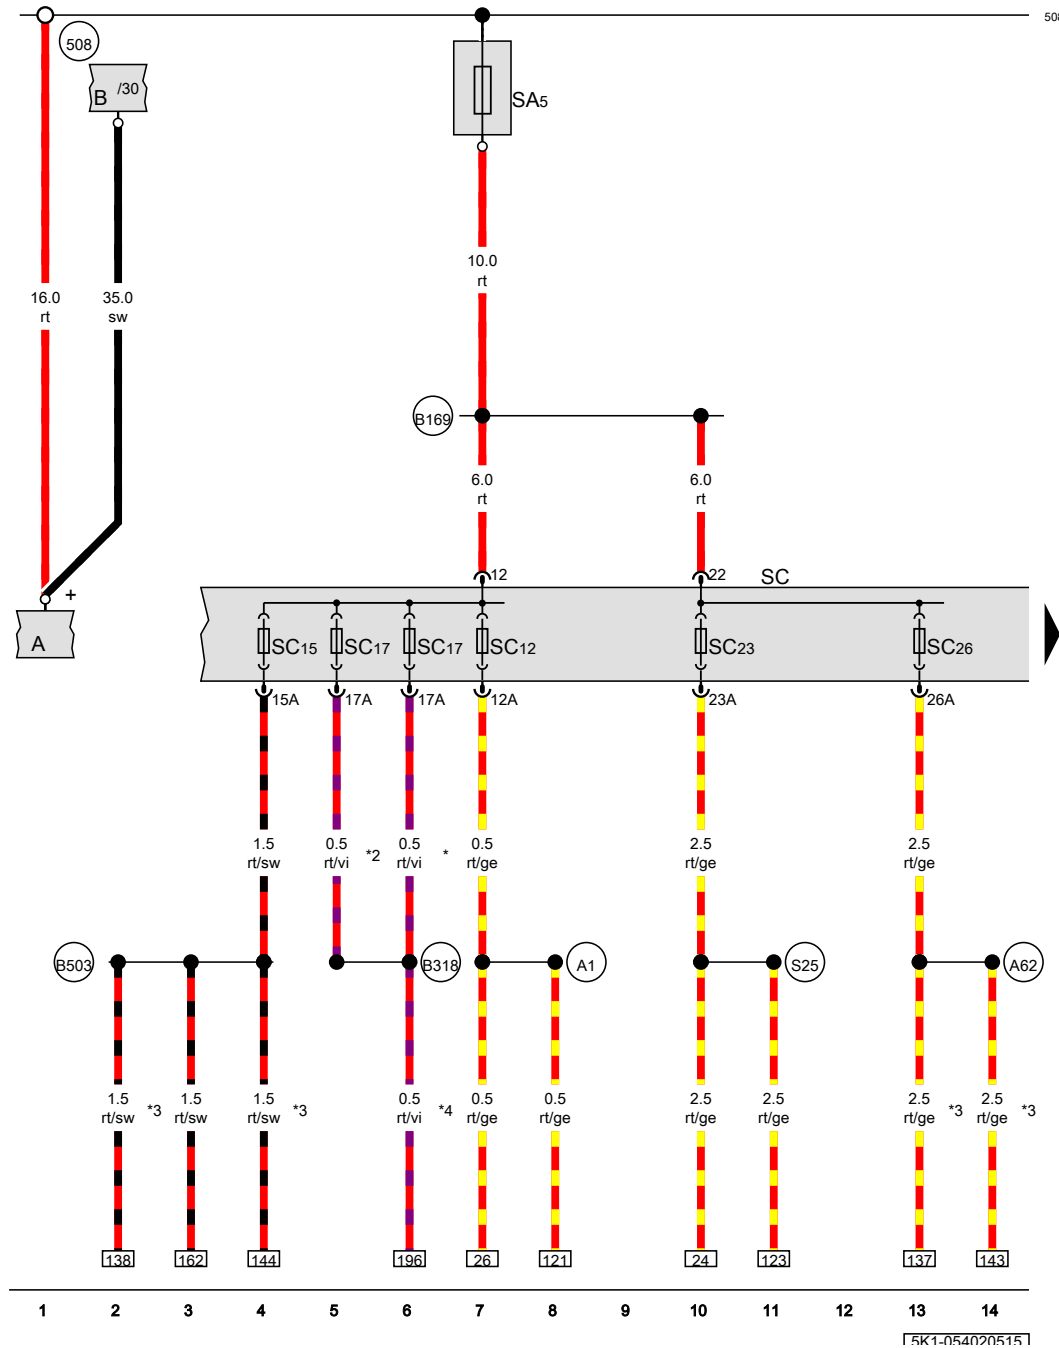 508
508
B /30
SA5
10.0
rt
16.0
rt
35.0
sw
B169
6.0
rt
6.0
rt
12
22
SC
+
A
SC15
SC17
SC17
SC12
SC23
SC26
15A
17A
17A
12A
23A
26A
1.5
rt/sw
0.5
rt/vi
*2
0.5
rt/vi
*
0.5
rt/ge
2.5
rt/ge
2.5
rt/ge
B503
B318
A1
S25
A62
1.5
rt/sw
*3
1.5
rt/sw
1.5
rt/sw
*3
0.5
rt/vi
*4
0.5
rt/ge
0.5
rt/ge
2.5
rt/ge
2.5
rt/ge
2.5
rt/ge
*3
2.5
rt/ge
*3
138
162
144
196
26
121
24
123
137
143
1 2 3 4 5 6 7 8 9 10 11 12 13 14
5K1-054020515